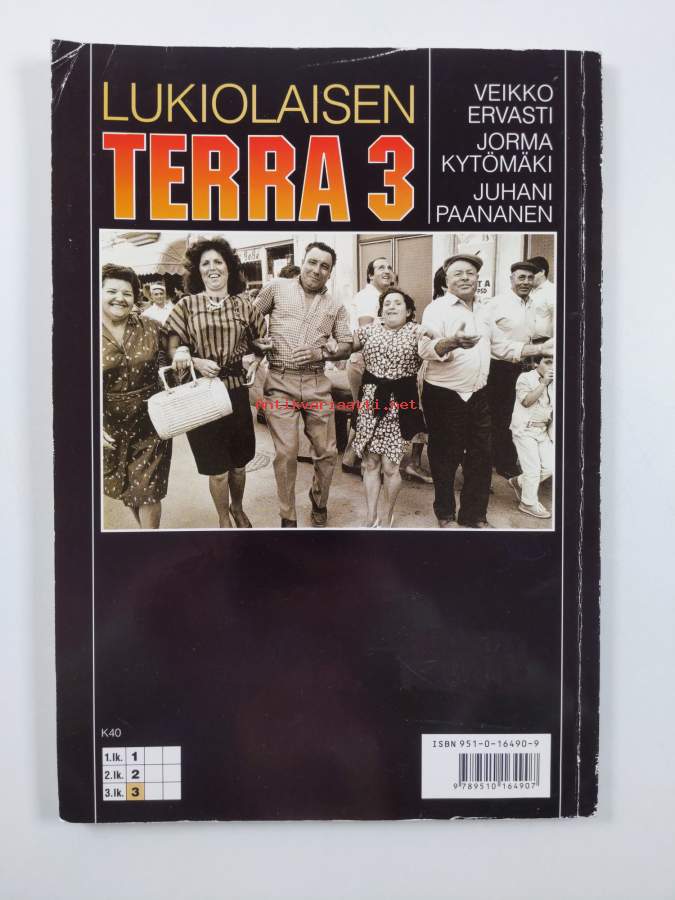 LUKIOLAISEN
TERRA 3
VEIKKO
ERVASTI
JORMA
KYTÖMÄKI
JUHANI
PAANANEN
Antikvariaatti.net
K40
1.lk. 1
2.lk. 2
3.lk. 3
ISBN 951-0-16490-9
9 789510 164907